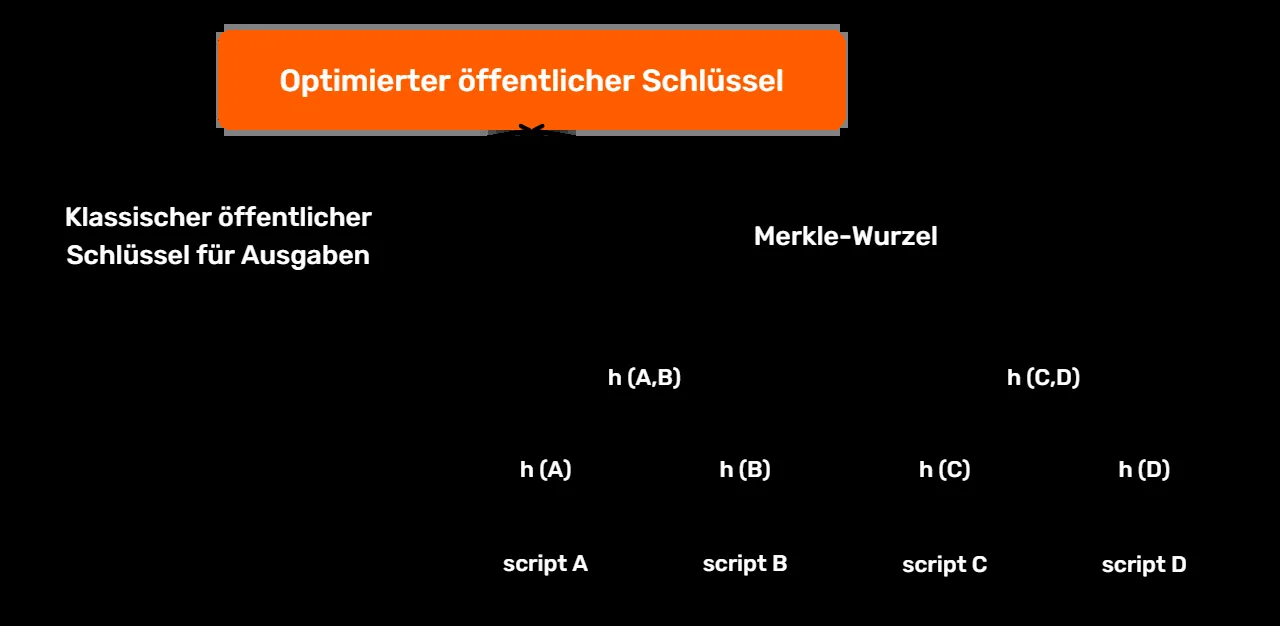 Optimierter öffentlicher Schlüssel
Klassischer öffentlicher
Schlüssel für Ausgaben
Merkle-Wurzel
h (A,B)
h (C,D)
h (A)
h (B)
h (C)
h (D)
script A
script B
script C
script D